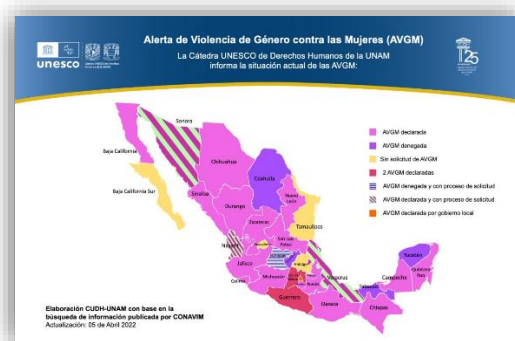 Alerta de Violencia de Género contra las Mujeres (AVGM)
La Cátedra UNESCO de Derechos Humanos de la UNAM
informa la situación actual de las AVGM:
unesco
125
Sonora
Baja California
Chihuahua
Coahuila
Baja California Sur
Sinaloa
Durango
Nuevo
León
Tamaulipas
Zacatecas
San Luis
Potosí
Nayarit
Jalisco
Colima
Michoacán
Hidalgo
Veracruz
Guerrero
Oaxaca
Tabasco
Chiapas
Campeche
Yucatán
Quintana
Roo
AVGM declarada
AVGM denegada
Sin solicitud de AVGM
2 AVGM declaradas
AVGM denegada y con proceso de solicitud
AVGM declarada y con proceso de solicitud
AVGM declarada por gobierno local
Elaboración CUDH-UNAM con base en la
búsqueda de información publicada por CONAVIM
Actualización: 05 de Abril 2022